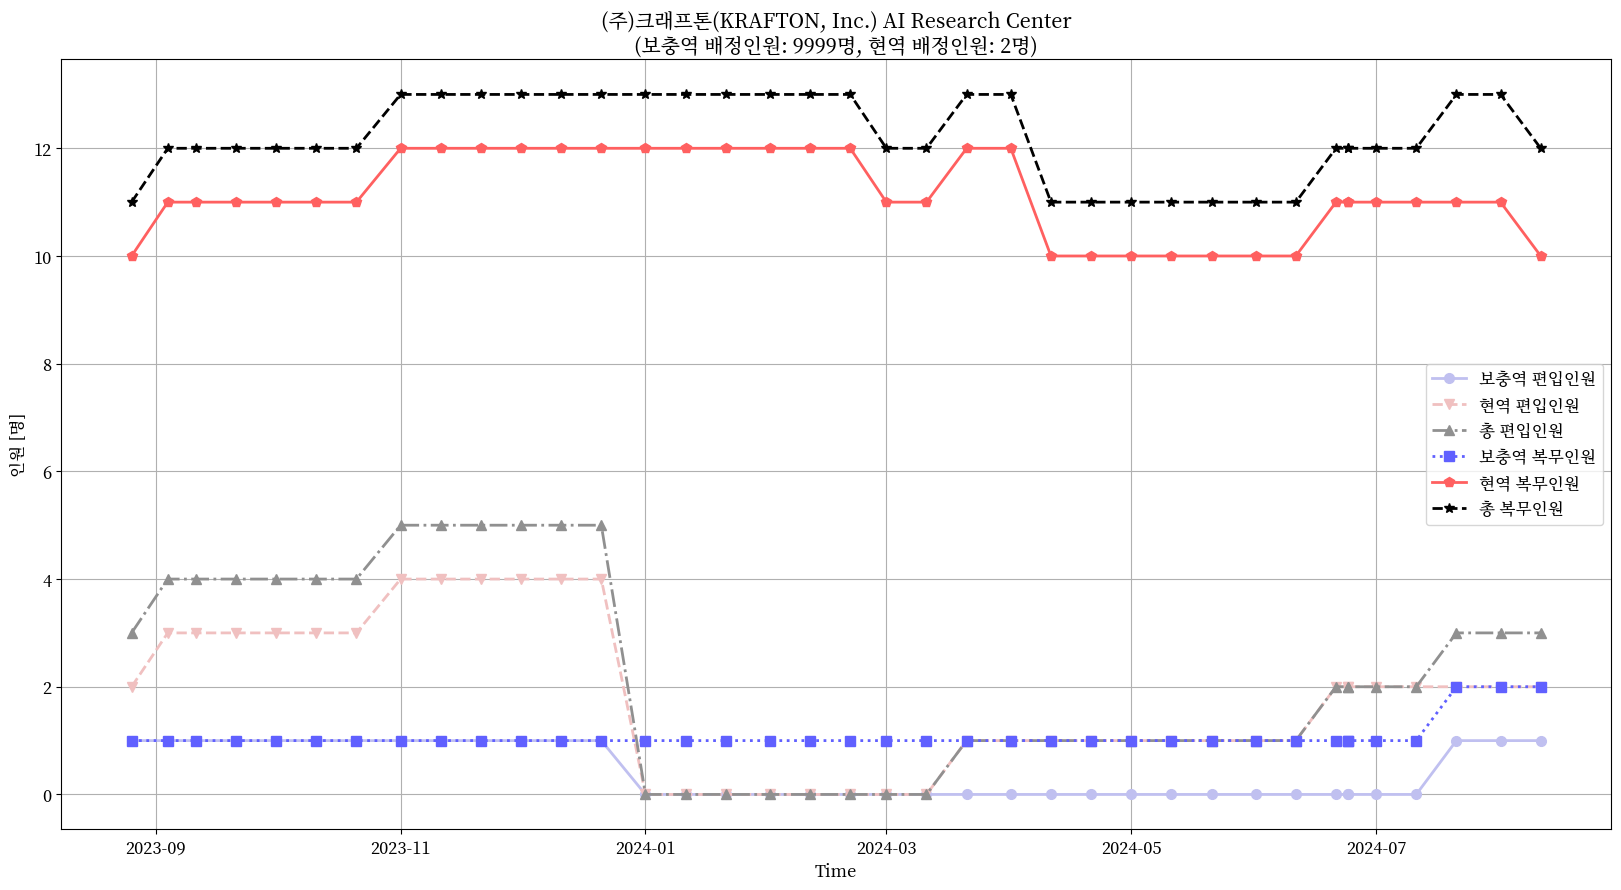 (주)크래프톤(KRAFTON, Inc.) AI Research Center
(보충역 배정인원: 9999명, 현역 배정인원: 2명)
인원 [명]
12
10
8
6
4
2
0
보충역 편입인원
현역 편입인원
총 편입인원
보충역 복무인원
현역 복무인원
총 복무인원
2023-09
2023-11
2024-01
2024-03
2024-05
2024-07
Time